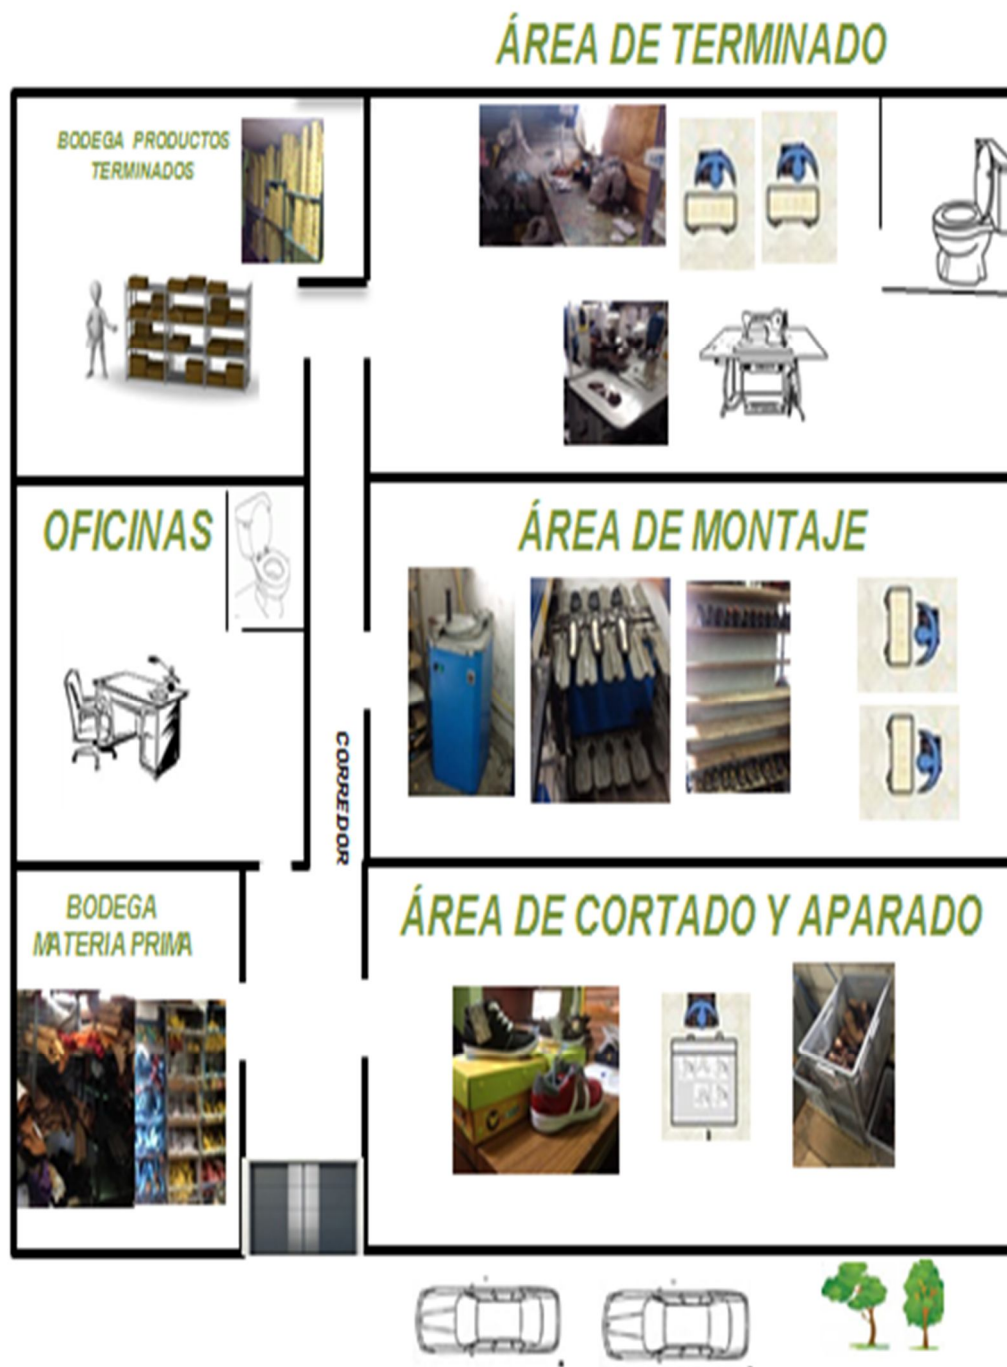 ÁREA DE TERMINADO
BODEGA PRODUCTOS
TERMINADOS
OFICINAS
ÁREA DE MONTAJE
CORREDOR
BODEGA
MATERIA PRIMA
ÁREA DE CORTADO Y APARADO